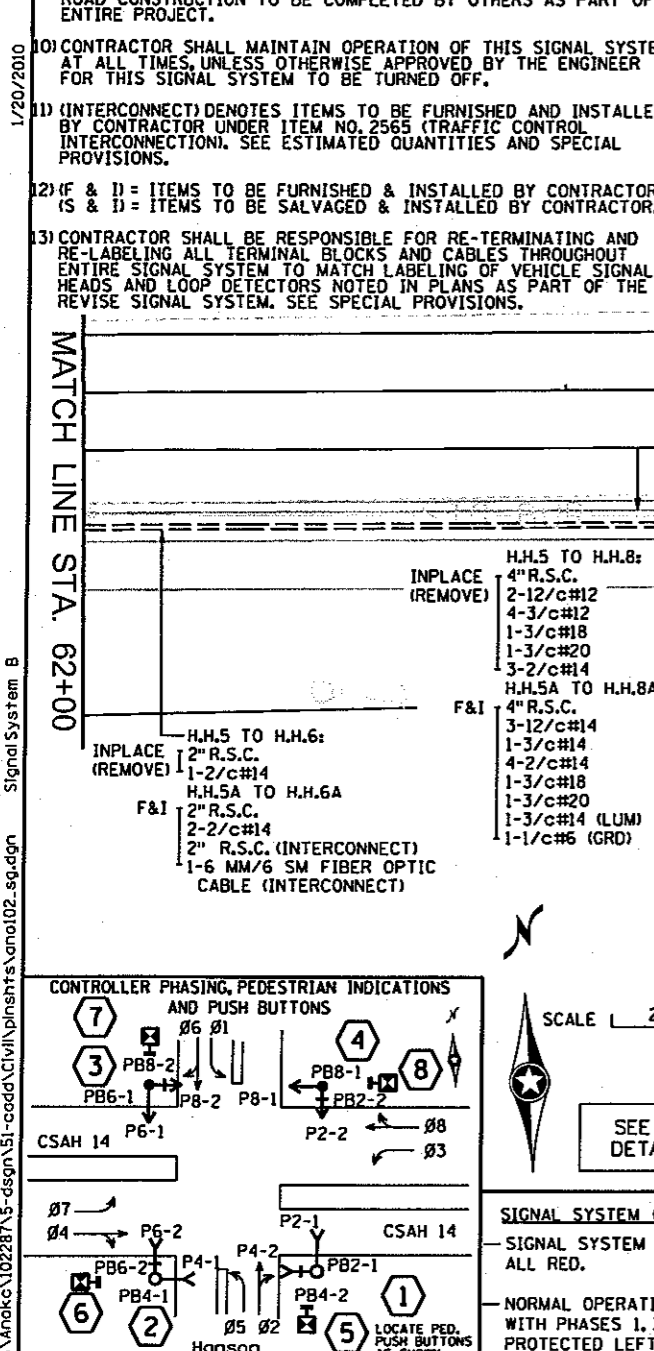 ROAD CONSTRUCTION TO BE COMPLETED BY OTHERS AS PART OF
ENTIRE PROJECT.
10) CONTRACTOR SHALL MAINTAIN OPERATION OF THIS SIGNAL SYSTE
AT ALL TIMES, UNLESS OTHERWISE APPROVED BY THE ENGINEER
FOR THIS SIGNAL SYSTEM TO BE TURNED OFF.
11) (INTERCONNECT) DENOTES ITEMS TO BE FURNISHED AND INSTALLE
BY CONTRACTOR UNDER ITEM NO. 2565 (TRAFFIC CONTROL
INTERCONNECTION). SEE ESTIMATED QUANTITIES AND SPECIAL
PROVISIONS.
12) (F & I) = ITEMS TO BE FURNISHED & INSTALLED BY CONTRACTOR
(S & I) = ITEMS TO BE SALVAGED & INSTALLED BY CONTRACTOR.
13) CONTRACTOR SHALL BE RESPONSIBLE FOR RE-TERMINATING AND
RE-LABELING ALL TERMINAL BLOCKS AND CABLES THROUGHOUT
ENTIRE SIGNAL SYSTEM TO MATCH LABELING OF VEHICLE SIGNAL
HEADS AND LOOP DETECTORS NOTED IN PLANS AS PART OF THE
REVISE SIGNAL SYSTEM. SEE SPECIAL PROVISIONS.
1/20/2010
Signal System B
\Anokc\102287\5-dsgn\51-cadd\Civil\plnshts\ana102_sg.dgn
MATCH LINE STA. 62+00
INPLACE
(REMOVE)
H.H.5 TO H.H.8:
4" R.S.C.
2-12/c#12
4-3/c#12
1-3/c#18
1-3/c#20
3-2/c#14
H.H.5A TO H.H.8A
F&I
4" R.S.C.
3-12/c#14
1-3/c#14
4-2/c#14
1-3/c#18
1-3/c#20
1-3/c#14 (LUM)
1-1/c#6 (GRD)
H.H.5 TO H.H.6:
INPLACE
(REMOVE)
2" R.S.C.
1-2/c#14
H.H.5A TO H.H.6A
F&I
2" R.S.C.
2-2/c#14
2" R.S.C. (INTERCONNECT)
1-6 MM/6 SM FIBER OPTIC
CABLE (INTERCONNECT)
N
SCALE 2
SEE
DETA
CONTROLLER PHASING, PEDESTRIAN INDICATIONS
AND PUSH BUTTONS
7
Ø6 Ø1
N
4
3
PB8-2
PB8-1
8
PB6-1
P8-2
P8-1
PB2-2
P6-1
P2-2
Ø8
CSAH 14
Ø3
Ø7
Ø4
P6-2
P2-1
CSAH 14
PB6-2
P4-1
P4-2
PB2-1
6
PB4-1
PB4-2
1
2
Ø5 Ø2
5
LOCATE PED.
PUSH BUTTONS
Hanson
SIGNAL SYSTEM
SIGNAL SYSTEM
ALL RED.
NORMAL OPERATI
WITH PHASES 1,
PROTECTED LEFT